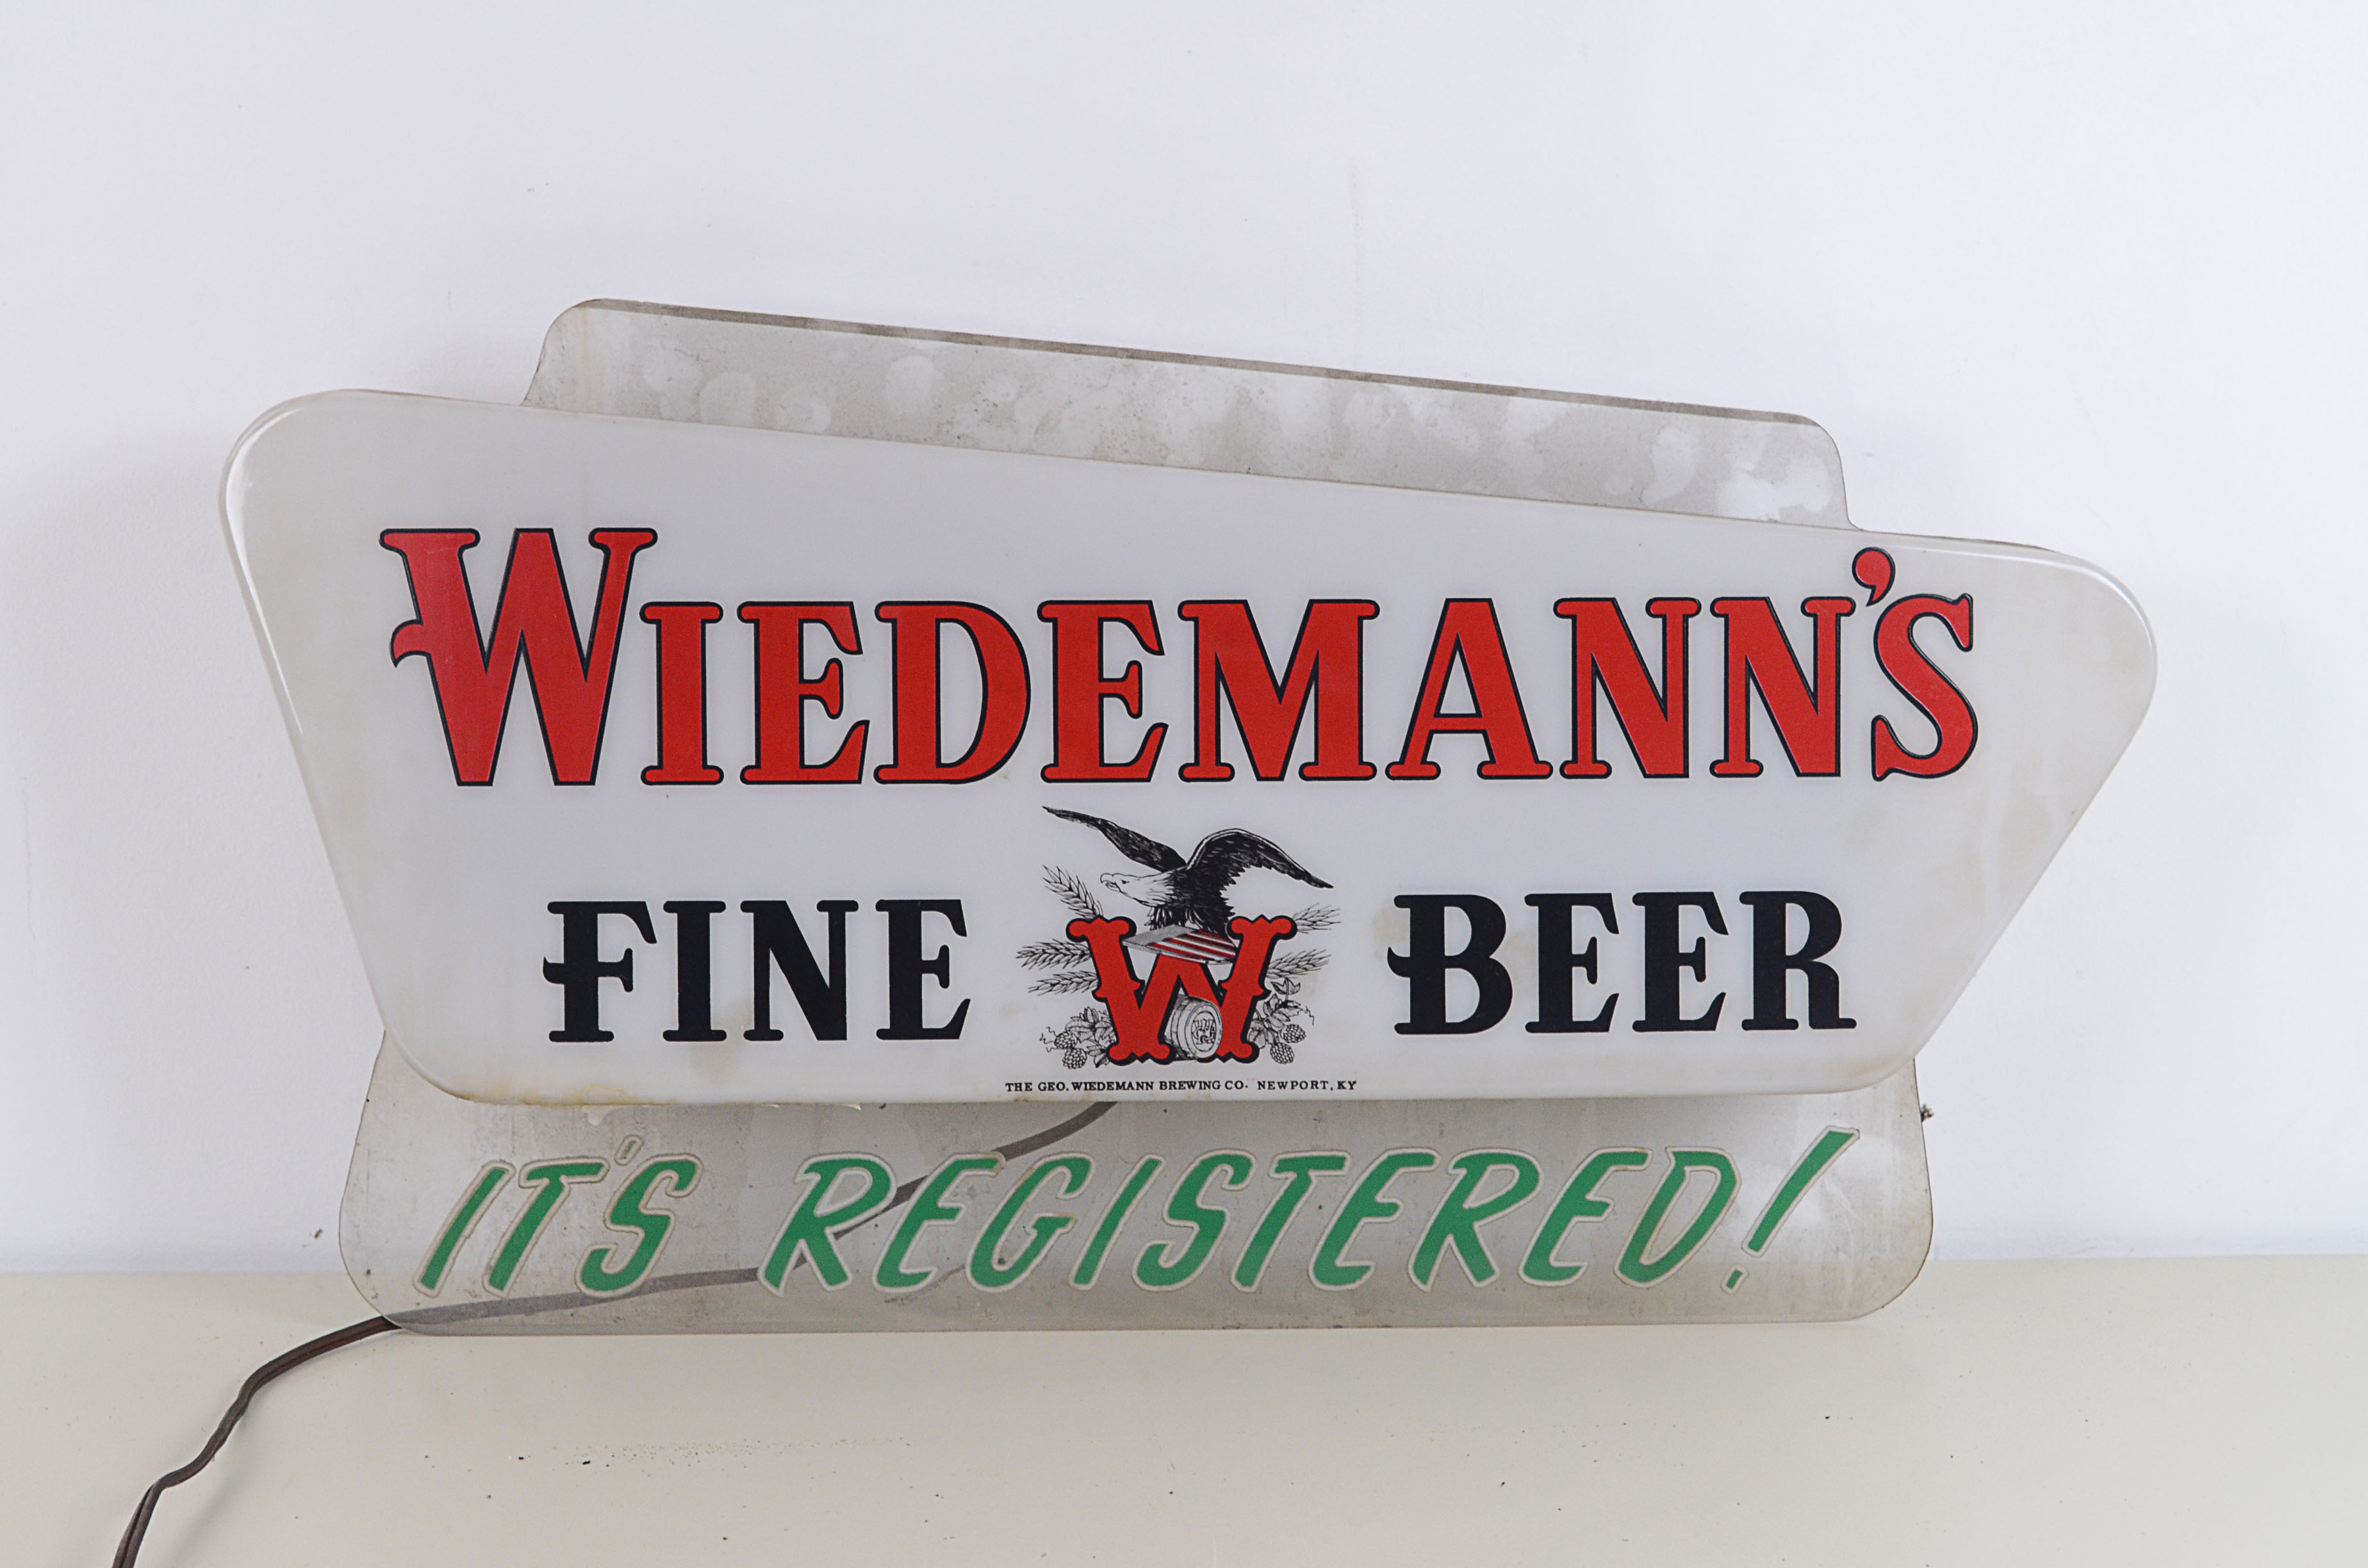 WIEDEMANN'S
FINE W BEER
THE GEO. WIEDEMANN BREWING CO. NEWPORT, KY
IT'S REGISTERED!